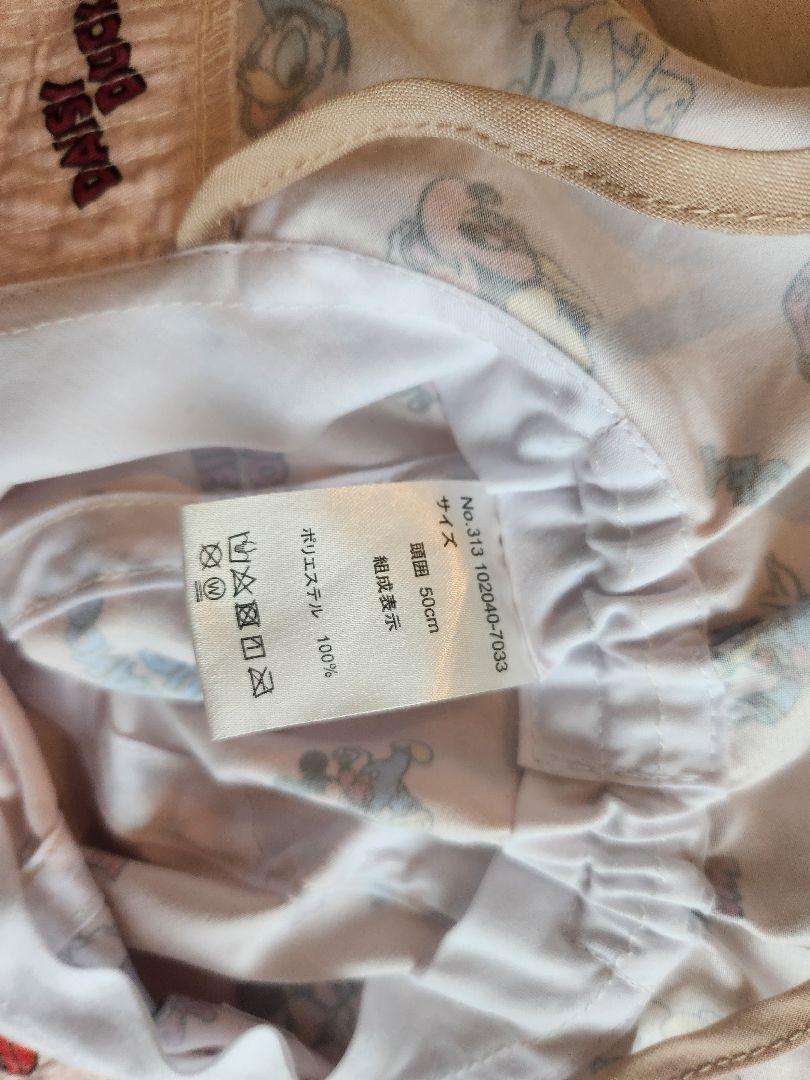 DAISY
DUCK
No.313 102040-7033
サイズ
頭囲 50cm
組成表示
ポリエステル 100%
W